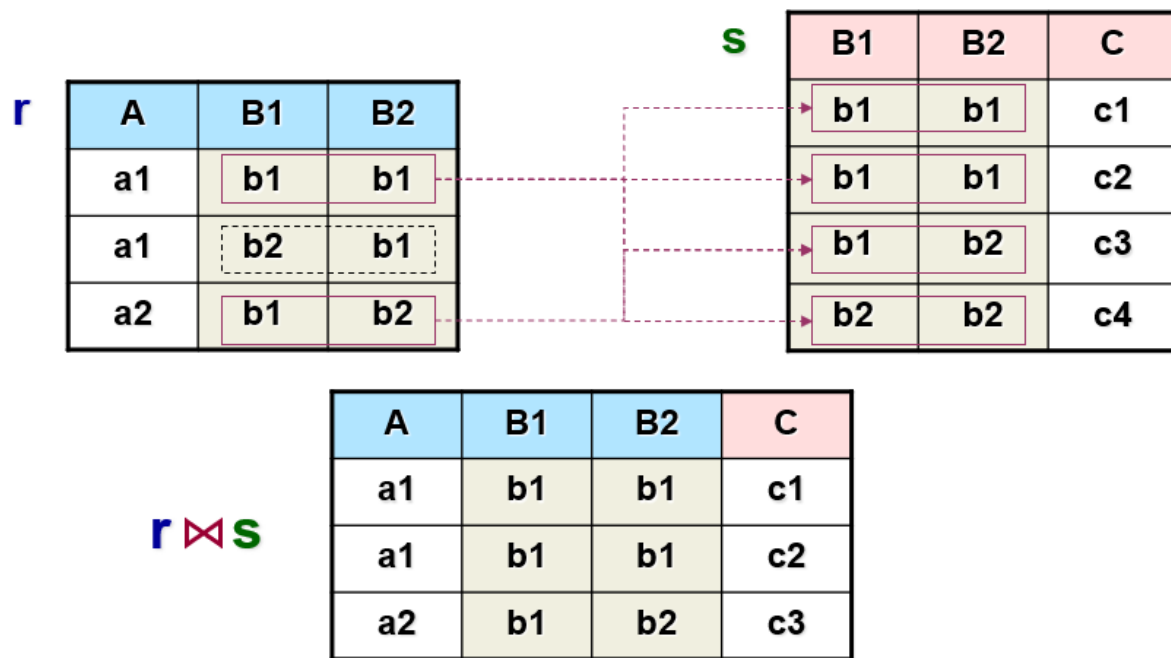 r
A B1 B2
a1 b1 b1
a1 b2 b1
a2 b1 b2
s
B1 B2 C
b1 b1 c1
b1 b1 c2
b1 b2 c3
b2 b2 c4
r ⋈ s
A B1 B2 C
a1 b1 b1 c1
a1 b1 b1 c2
a2 b1 b2 c3